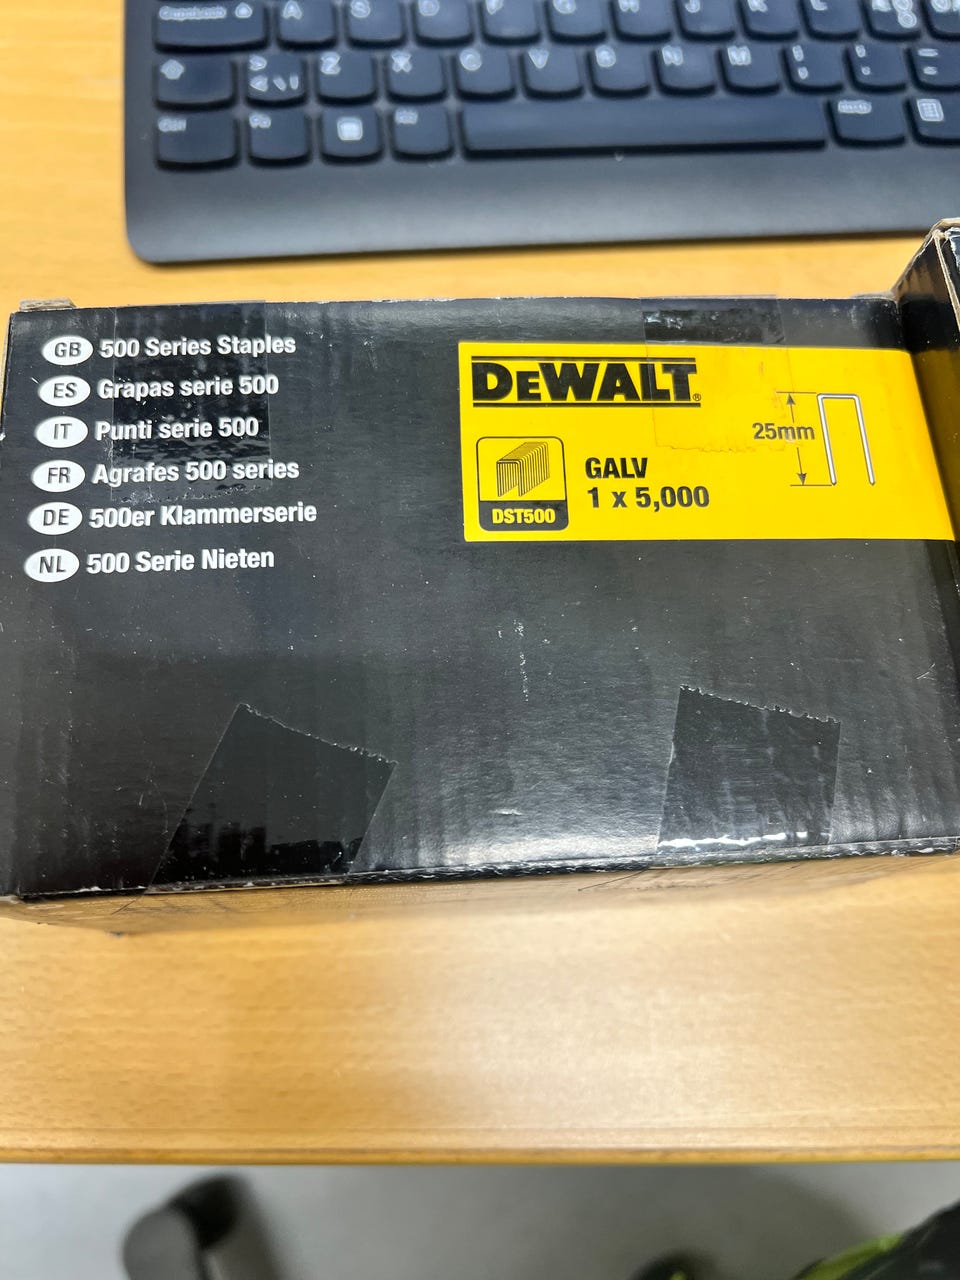 A S D F G H J K L
Z X C V B N M
GB 500 Series Staples
ES Grapas serie 500
IT Punti serie 500
FR Agrafes 500 series
DE 500er Klammerserie
NL 500 Serie Nieten
DEWALT®
25mm
GALV
1 x 5,000
DST500